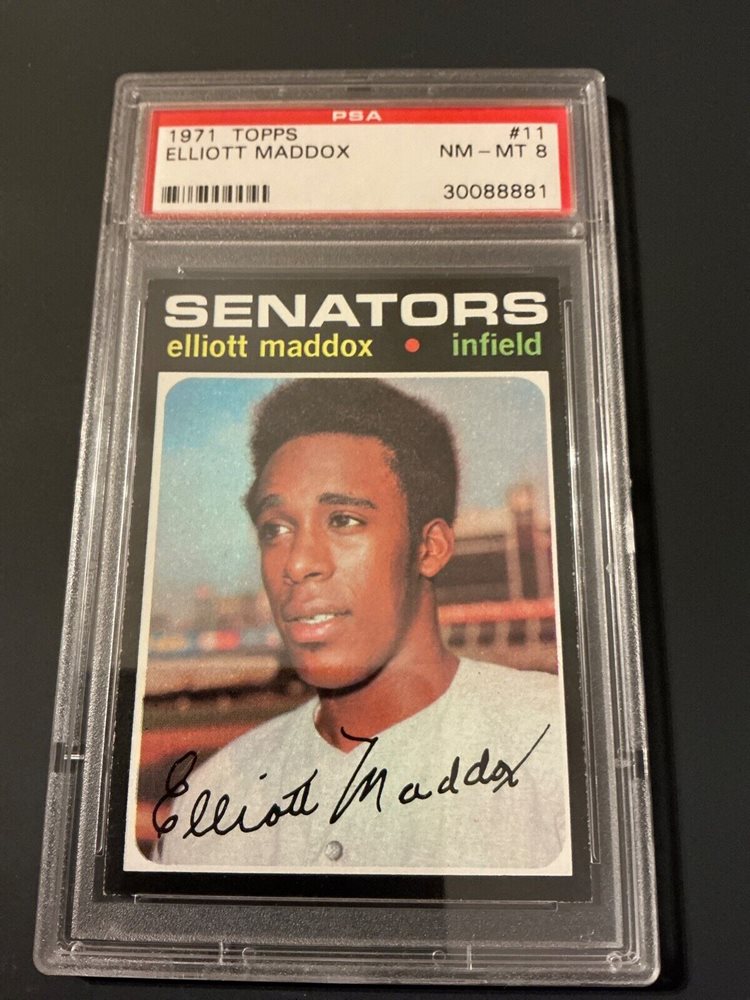 PSA
1971 TOPPS #11
ELLIOTT MADDOX NM - MT 8
30088881
SENATORS
elliott maddox • infield
Elliott Maddox